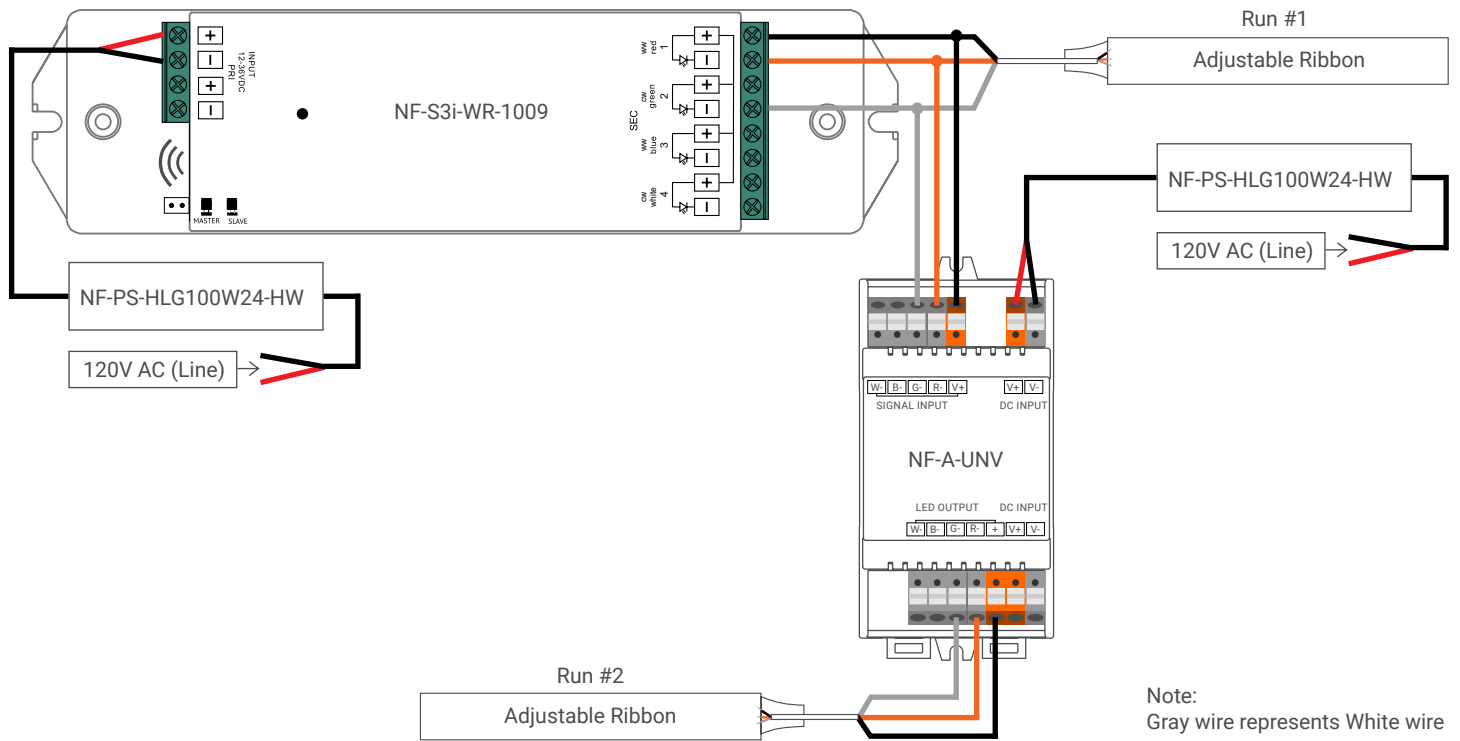 Run #1
Adjustable Ribbon
+
−
+
−
INPUT
12-36VDC
PRI
NF-S3i-WR-1009
SEC
ww
red
1
+
−
cw
green
2
+
−
ww
blue
3
+
−
cw
white
4
+
−
MASTER
SLAVE
NF-PS-HLG100W24-HW
120V AC (Line)
NF-PS-HLG100W24-HW
120V AC (Line)
W- B- G- R- V+ V+ V-
SIGNAL INPUT DC INPUT
NF-A-UNV
LED OUTPUT DC INPUT
W- B- G- R- + V+ V-
Run #2
Adjustable Ribbon
Note:
Gray wire represents White wire